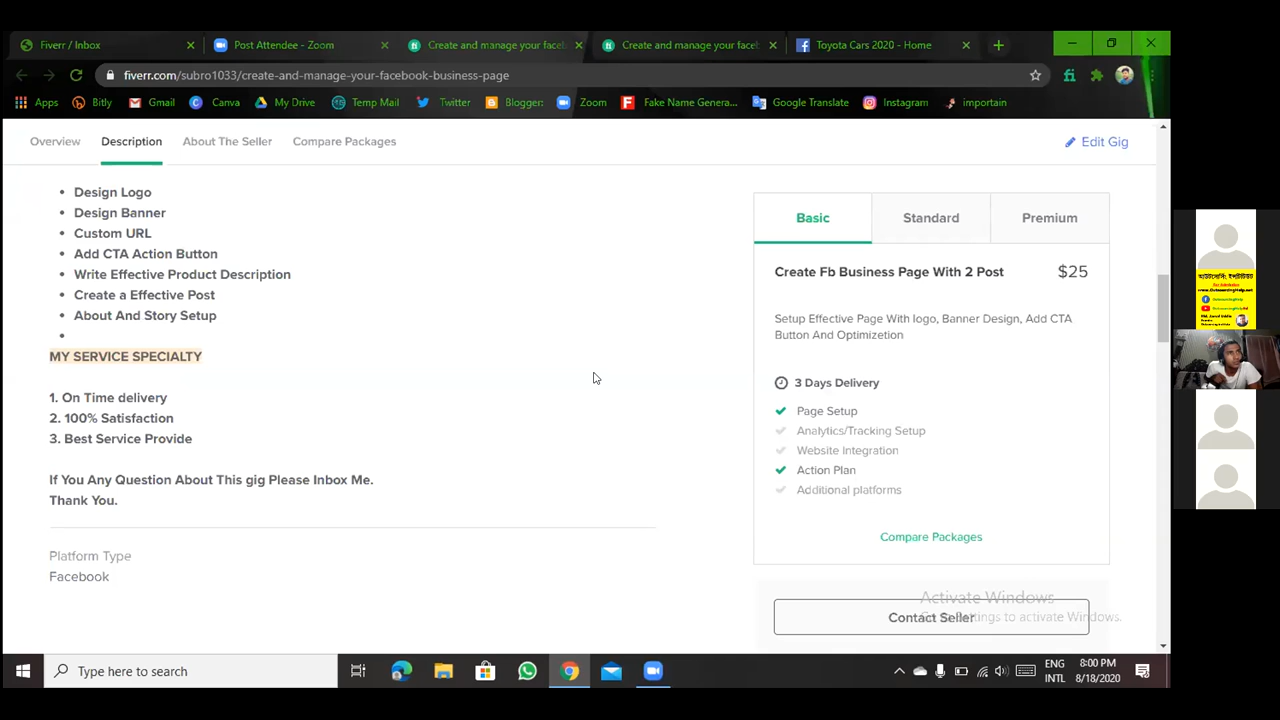 Fiverr / Inbox
Post Attendee - Zoom
Create and manage your faceb
Create and manage your faceb
Toyota Cars 2020 - Home
fiverr.com/subro1033/create-and-manage-your-facebook-business-page
Apps
Bitly
Gmail
Canva
My Drive
Temp Mail
Twitter
Blogger:
Zoom
Fake Name Genera...
Google Translate
Instagram
importain
Overview
Description
About The Seller
Compare Packages
Edit Gig
Design Logo
Design Banner
Custom URL
Add CTA Action Button
Write Effective Product Description
Create a Effective Post
About And Story Setup
MY SERVICE SPECIALTY
1. On Time delivery
2. 100% Satisfaction
3. Best Service Provide
If You Any Question About This gig Please Inbox Me.
Thank You.
Platform Type
Facebook
Basic
Standard
Premium
Create Fb Business Page With 2 Post
$25
Setup Effective Page With logo, Banner Design, Add CTA
Button And Optimizetion
3 Days Delivery
Page Setup
Analytics/Tracking Setup
Website Integration
Action Plan
Additional platforms
Compare Packages
Contact Seller
Activate Windows
Go to Settings to activate Windows.
Type here to search
ENG
INTL
8:00 PM
8/18/2020